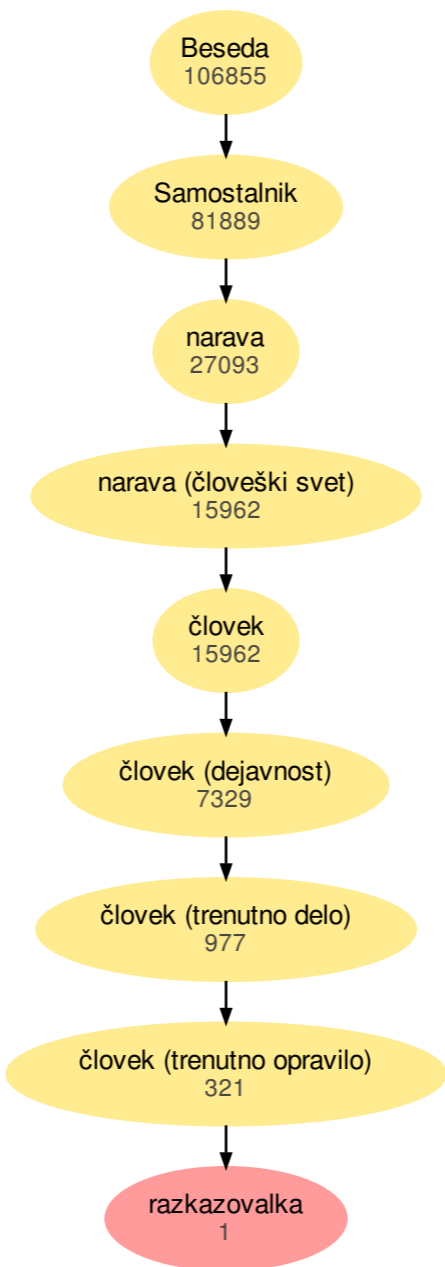 Beseda
106855
Samostalnik
81889
narava
27093
narava (človeški svet)
15962
človek
15962
človek (dejavnost)
7329
človek (trenutno delo)
977
človek (trenutno opravilo)
321
razkazovalka
1